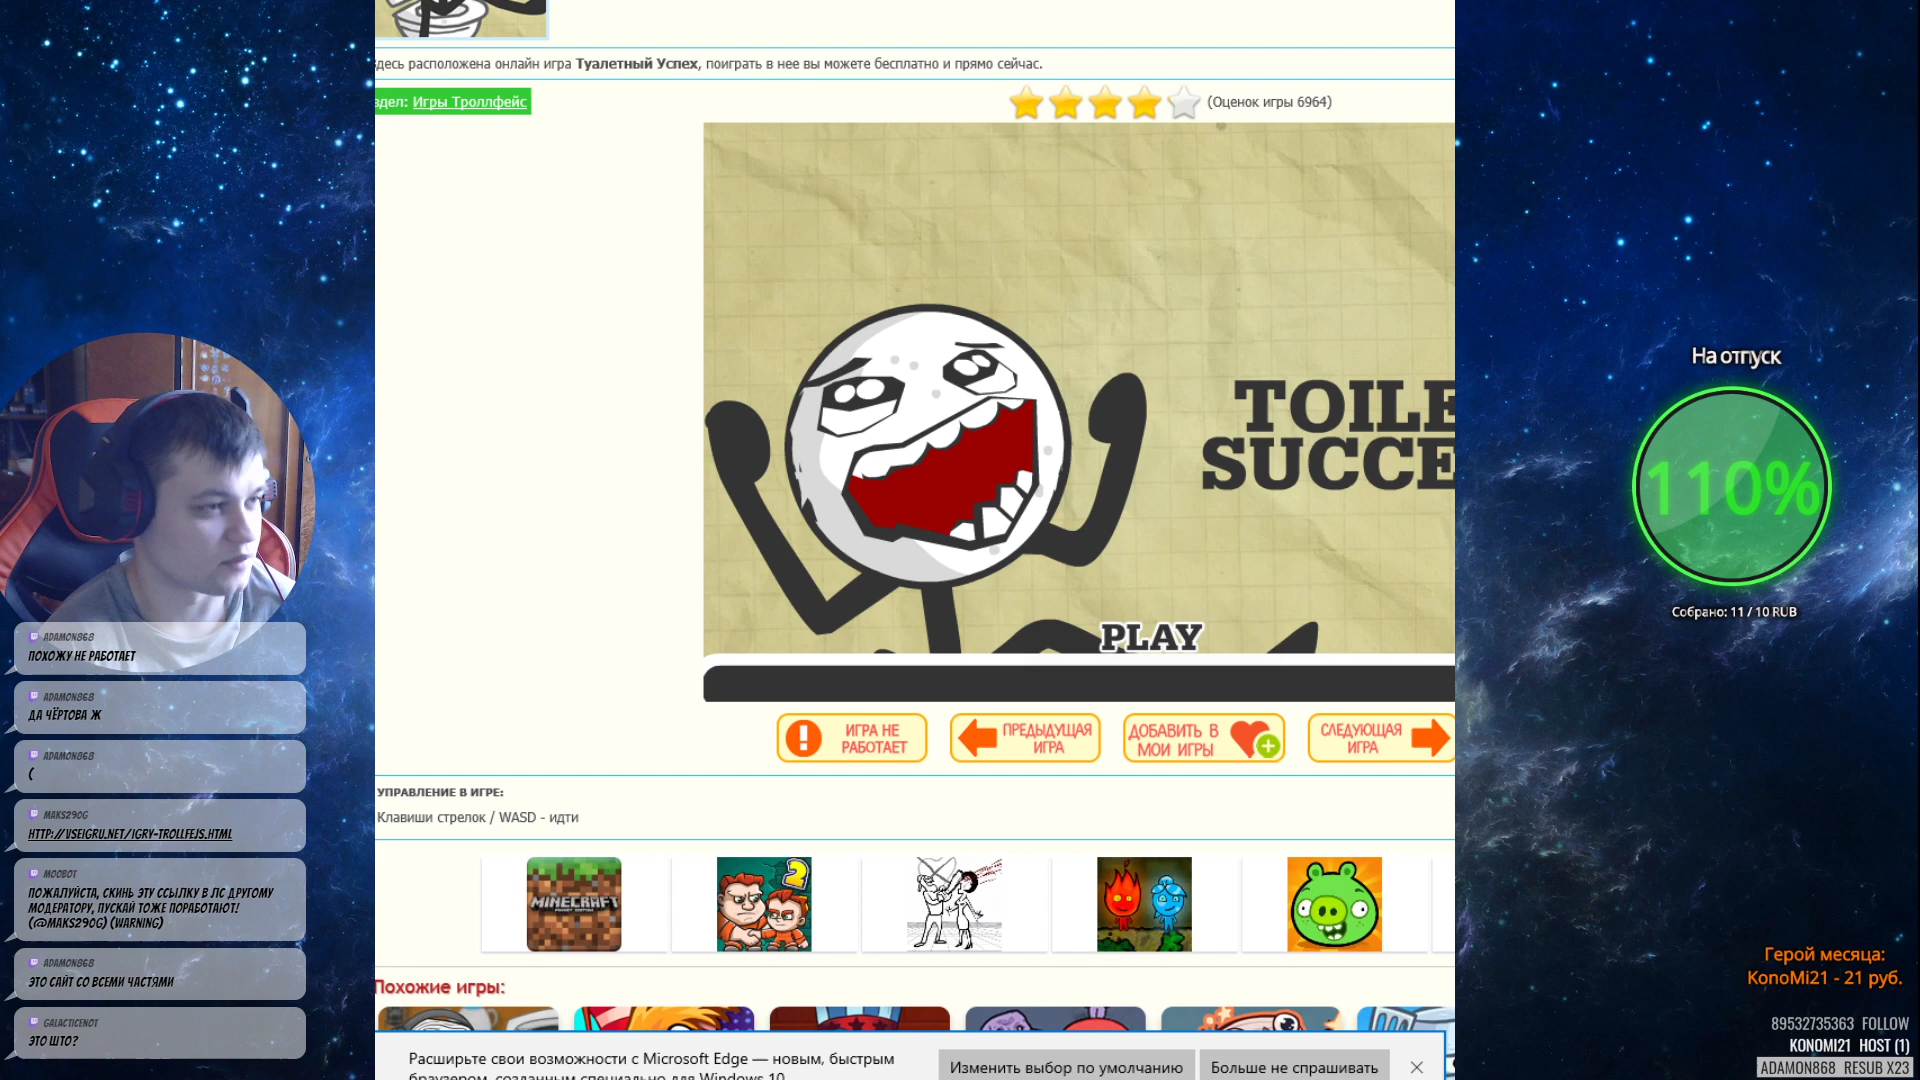 десь расположена онлайн игра Туалетный Успех, поиграть в нее вы можете бесплатно и прямо сейчас.
здел: Игры Троллфейс
(Оценок игры 6964)
TOILE
SUCCE
PLAY
ИГРА НЕ
РАБОТАЕТ
ПРЕДЫДУЩАЯ
ИГРА
ДОБАВИТЬ В
МОИ ИГРЫ
СЛЕДУЮЩАЯ
ИГРА
УПРАВЛЕНИЕ В ИГРЕ:
Клавиши стрелок / WASD - идти
MINECRAFT
2
Похожие игры:
Расширьте свои возможности с Microsoft Edge — новым, быстрым
браузером, созданным специально для Windows 10.
Изменить выбор по умолчанию
Больше не спрашивать
ADAMON868
ПОХОЖУ НЕ РАБОТАЕТ
ADAMON868
ДА ЧЁРТОВА Ж
ADAMON868
(
MAKS290G
HTTP://VSEIGRU.NET/IGRY-TROLLFEJS.HTML
MOOBOT
ПОЖАЛУЙСТА, СКИНЬ ЭТУ ССЫЛКУ В ЛС ДРУГОМУ
МОДЕРАТОРУ, ПУСКАЙ ТОЖЕ ПОРАБОТАЮТ!
(@MAKS290G) (WARNING)
ADAMON868
ЭТО САЙТ СО ВСЕМИ ЧАСТЯМИ
GALACTICENOT
ЭТО ШТО?
На отпуск
110%
Собрано: 11 / 10 RUB
Герой месяца:
KonoMi21 - 21 руб.
89532735363 FOLLOW
KONOMI21 HOST (1)
ADAMON868 RESUB X23